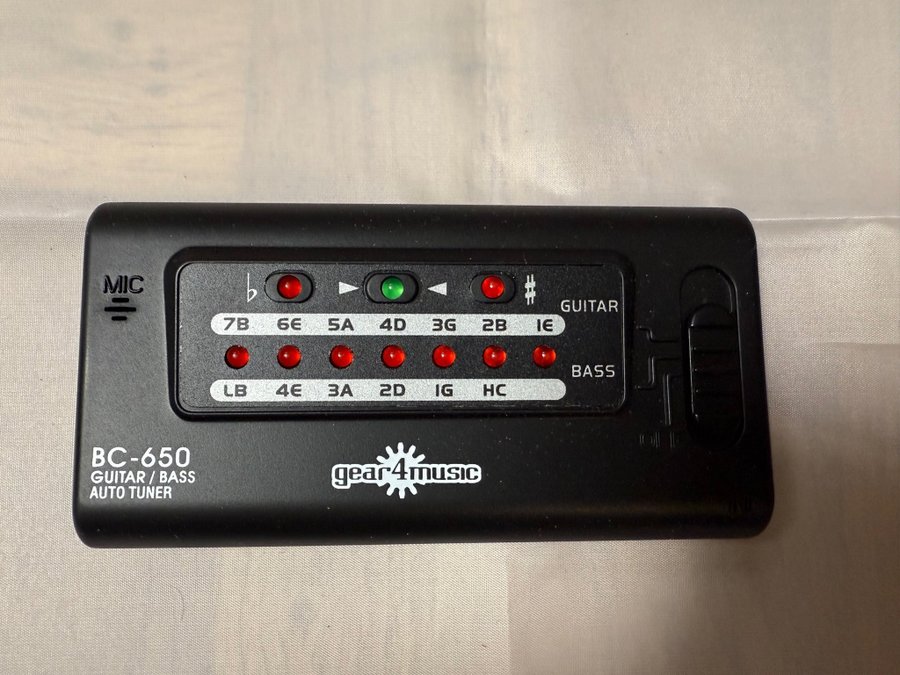 MIC
♭ ► ◄ ♯
GUITAR
7B 6E 5A 4D 3G 2B 1E
BASS
LB 4E 3A 2D 1G HC
OFF
BC-650
GUITAR / BASS
AUTO TUNER
gear4music